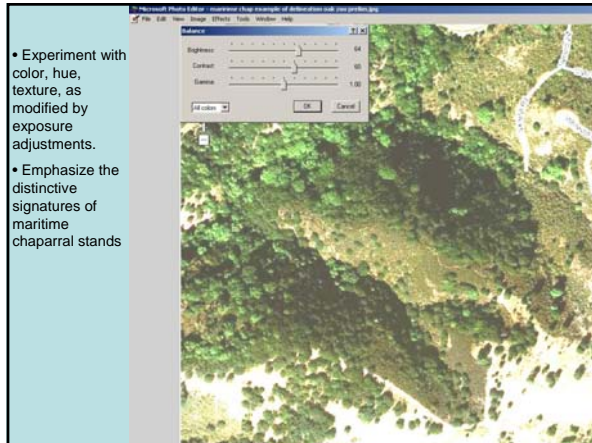 Microsoft Photo Editor - maritime chap example of delineation oak zau prelim.jpg
File Edit View Image Effects Tools Window Help
Balance
Brightness: 64
Contrast: 60
Gamma: 1.00
All colors
OK
Cancel
• Experiment with
color, hue,
texture, as
modified by
exposure
adjustments.
• Emphasize the
distinctive
signatures of
maritime
chaparral stands